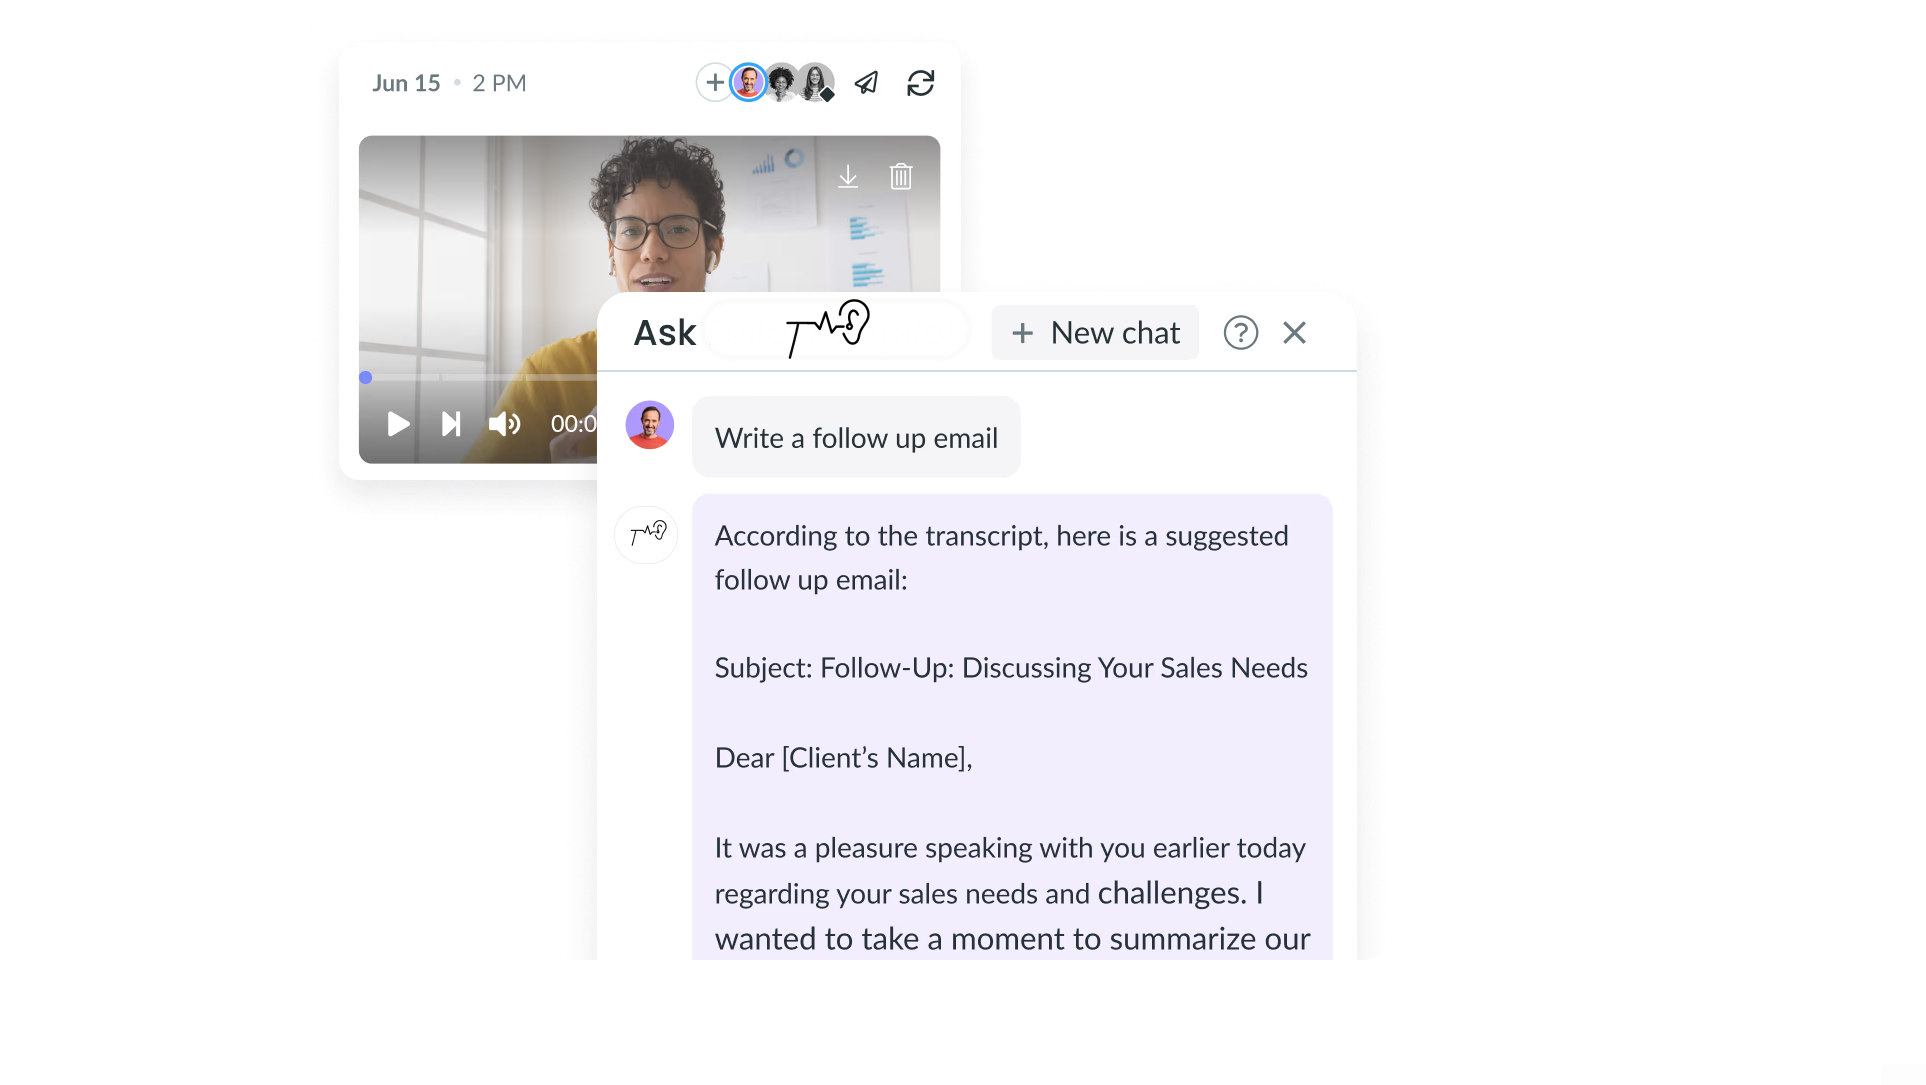 Jun 15 • 2 PM
00:0
Ask
+ New chat
Write a follow up email
According to the transcript, here is a suggested
follow up email:
Subject: Follow-Up: Discussing Your Sales Needs
Dear [Client’s Name],
It was a pleasure speaking with you earlier today
regarding your sales needs and challenges. I
wanted to take a moment to summarize our